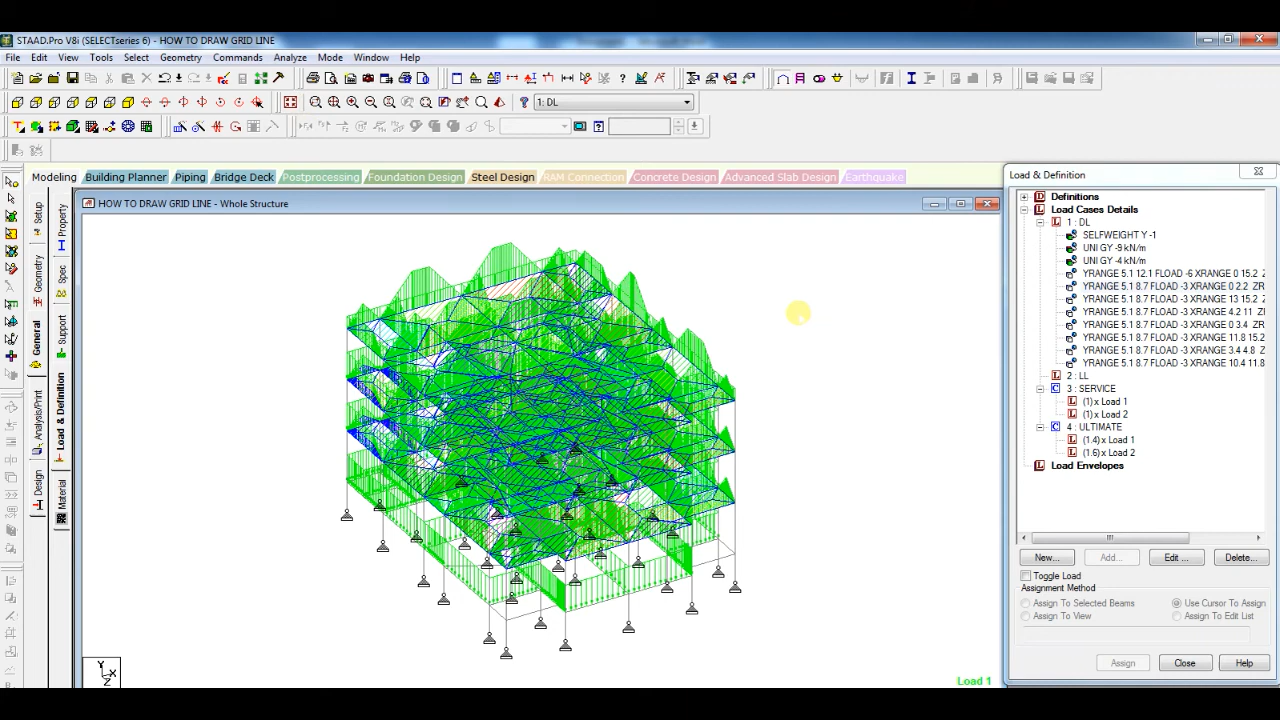 STAAD.Pro V8i (SELECTseries 6) - HOW TO DRAW GRID LINE
File Edit View Tools Select Geometry Commands Analyze Mode Window Help
1: DL
Modeling Building Planner Piping Bridge Deck Postprocessing Foundation Design Steel Design RAM Connection Concrete Design Advanced Slab Design Earthquake
HOW TO DRAW GRID LINE - Whole Structure
Setup
Geometry
General
Analysis/Print
Design
Property
Spec
Support
Load & Definition
Material
Y
X
Z
Load 1
Load & Definition
Definitions
Load Cases Details
1 : DL
SELFWEIGHT Y -1
UNI GY -9 kN/m
UNI GY -4 kN/m
YRANGE 5.1 12.1 FLOAD -6 XRANGE 0 15.2 Z
YRANGE 5.1 8.7 FLOAD -3 XRANGE 0 2.2 ZR
YRANGE 5.1 8.7 FLOAD -3 XRANGE 13 15.2 Z
YRANGE 5.1 8.7 FLOAD -3 XRANGE 4.2 11 Z
YRANGE 5.1 8.7 FLOAD -3 XRANGE 0 3.4 ZR
YRANGE 5.1 8.7 FLOAD -3 XRANGE 11.8 15.2
YRANGE 5.1 8.7 FLOAD -3 XRANGE 3.4 4.8 Z
YRANGE 5.1 8.7 FLOAD -3 XRANGE 10.4 11.8
2 : LL
3 : SERVICE
(1) x Load 1
(1) x Load 2
4 : ULTIMATE
(1.4) x Load 1
(1.6) x Load 2
Load Envelopes
New... Add... Edit ... Delete...
Toggle Load
Assignment Method
Assign To Selected Beams Use Cursor To Assign
Assign To View Assign To Edit List
Assign Close Help